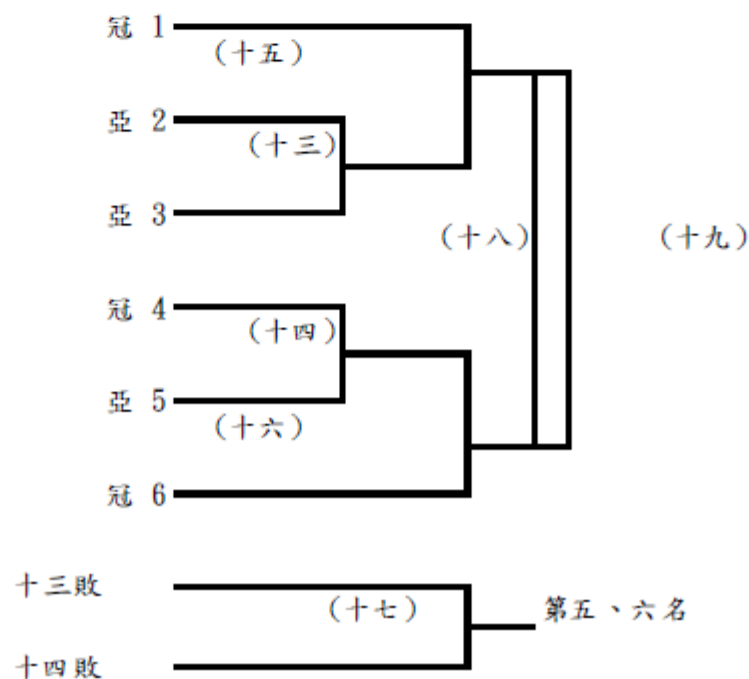 冠 1
（十五）
亞 2
（十三）
亞 3
（十八）
（十九）
冠 4
（十四）
亞 5
（十六）
冠 6
十三敗
（十七）
第五、六名
十四敗